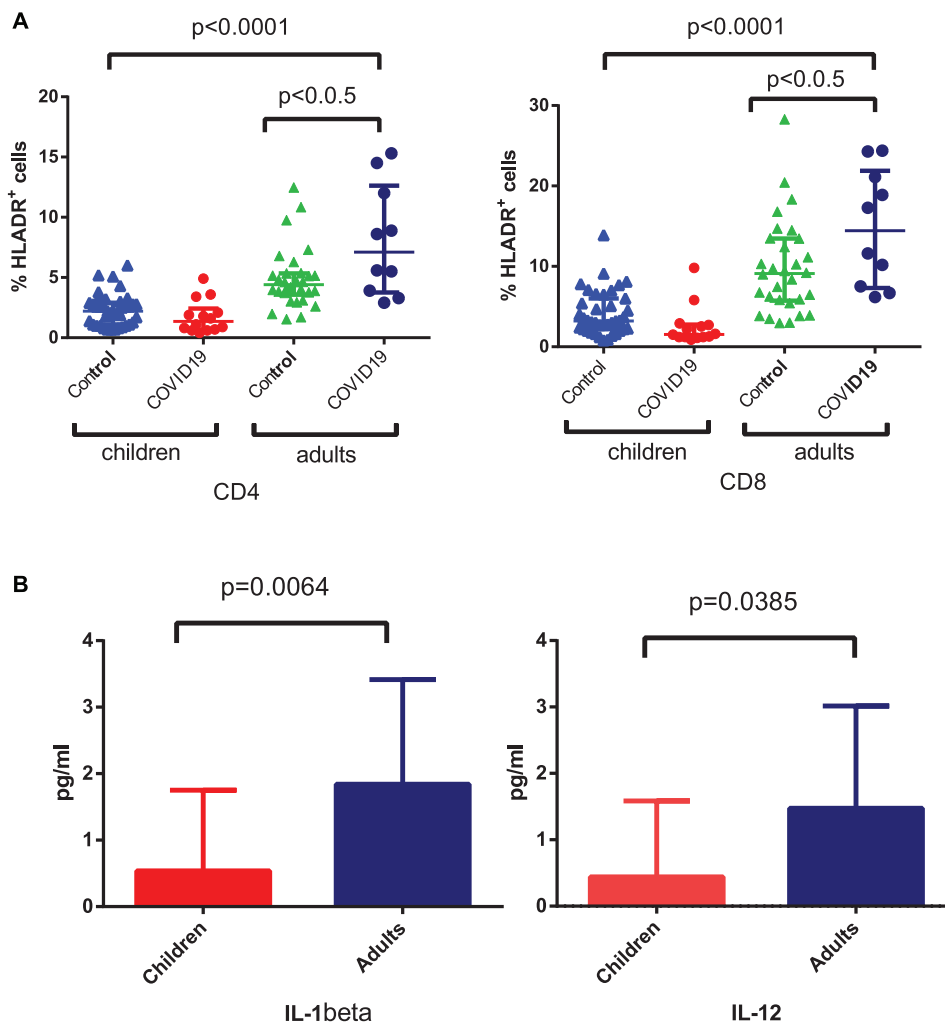 A
p<0.0001
p<0.0.5
% HLADR+ cells
20
15
10
5
0
Control
COVID19
Control
COVID19
children
adults
CD4
p<0.0001
p<0.0.5
% HLADR+ cells
30
20
10
0
Control
COVID19
Control
COVID19
children
adults
CD8
B
p=0.0064
pg/ml
4
3
2
1
0
Children
Adults
IL-1beta
p=0.0385
pg/ml
4
3
2
1
0
Children
Adults
IL-12